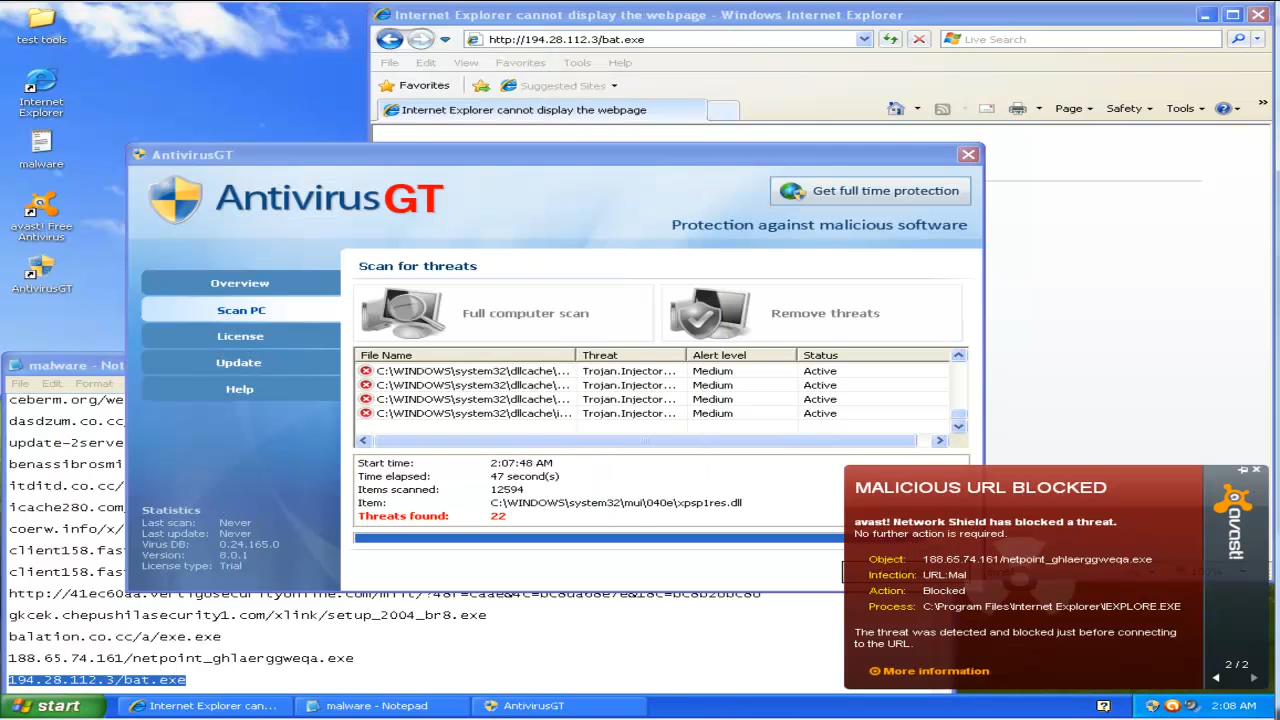 test tools
Internet Explorer
malware
avast! Free Antivirus
AntivirusGT
Internet Explorer cannot display the webpage - Windows Internet Explorer
http://194.28.112.3/bat.exe
Live Search
File Edit View Favorites Tools Help
Favorites
Suggested Sites
Internet Explorer cannot display the webpage
Page Safety Tools
AntivirusGT
AntivirusGT
Get full time protection
Protection against malicious software
Overview
Scan PC
License
Update
Help
Scan for threats
Full computer scan
Remove threats
File Name Threat Alert level Status
C:\WINDOWS\system32\dllcache\... Trojan.Injector... Medium Active
C:\WINDOWS\system32\dllcache\... Trojan.Injector... Medium Active
C:\WINDOWS\system32\dllcache\... Trojan.Injector... Medium Active
C:\WINDOWS\system32\dllcache\i... Trojan.Injector... Medium Active
Start time: 2:07:48 AM
Time elapsed: 47 second(s)
Items scanned: 12594
Item: C:\WINDOWS\system32\mui\040e\xpsp1res.dll
Threats found: 22
Statistics
Last scan: Never
Last update: Never
Virus DB: 0.24.165.0
Version: 8.0.1
License type: Trial
malware - Not
File Edit Format
ceberm.org/we
dasdzum.co.cc
update-2serve
benassibrosmi
itditd.co.cc/
icache280.com
coerw.info/x/
client158.fas
client158.fas
gkcek.chepushilasecurity1.com/xlink/setup_2004_br8.exe
balation.co.cc/a/exe.exe
188.65.74.161/netpoint_ghlaerggweqa.exe
194.28.112.3/bat.exe
MALICIOUS URL BLOCKED
avast! Network Shield has blocked a threat.
No further action is required.
Object: 188.65.74.161/netpoint_ghlaerggweqa.exe
Infection: URL:Mal
Action: Blocked
Process: C:\Program Files\Internet Explorer\IEXPLORE.EXE
The threat was detected and blocked just before connecting
to the URL.
More information
avast!
2 / 2
start
Internet Explorer can...
malware - Notepad
AntivirusGT
2:08 AM